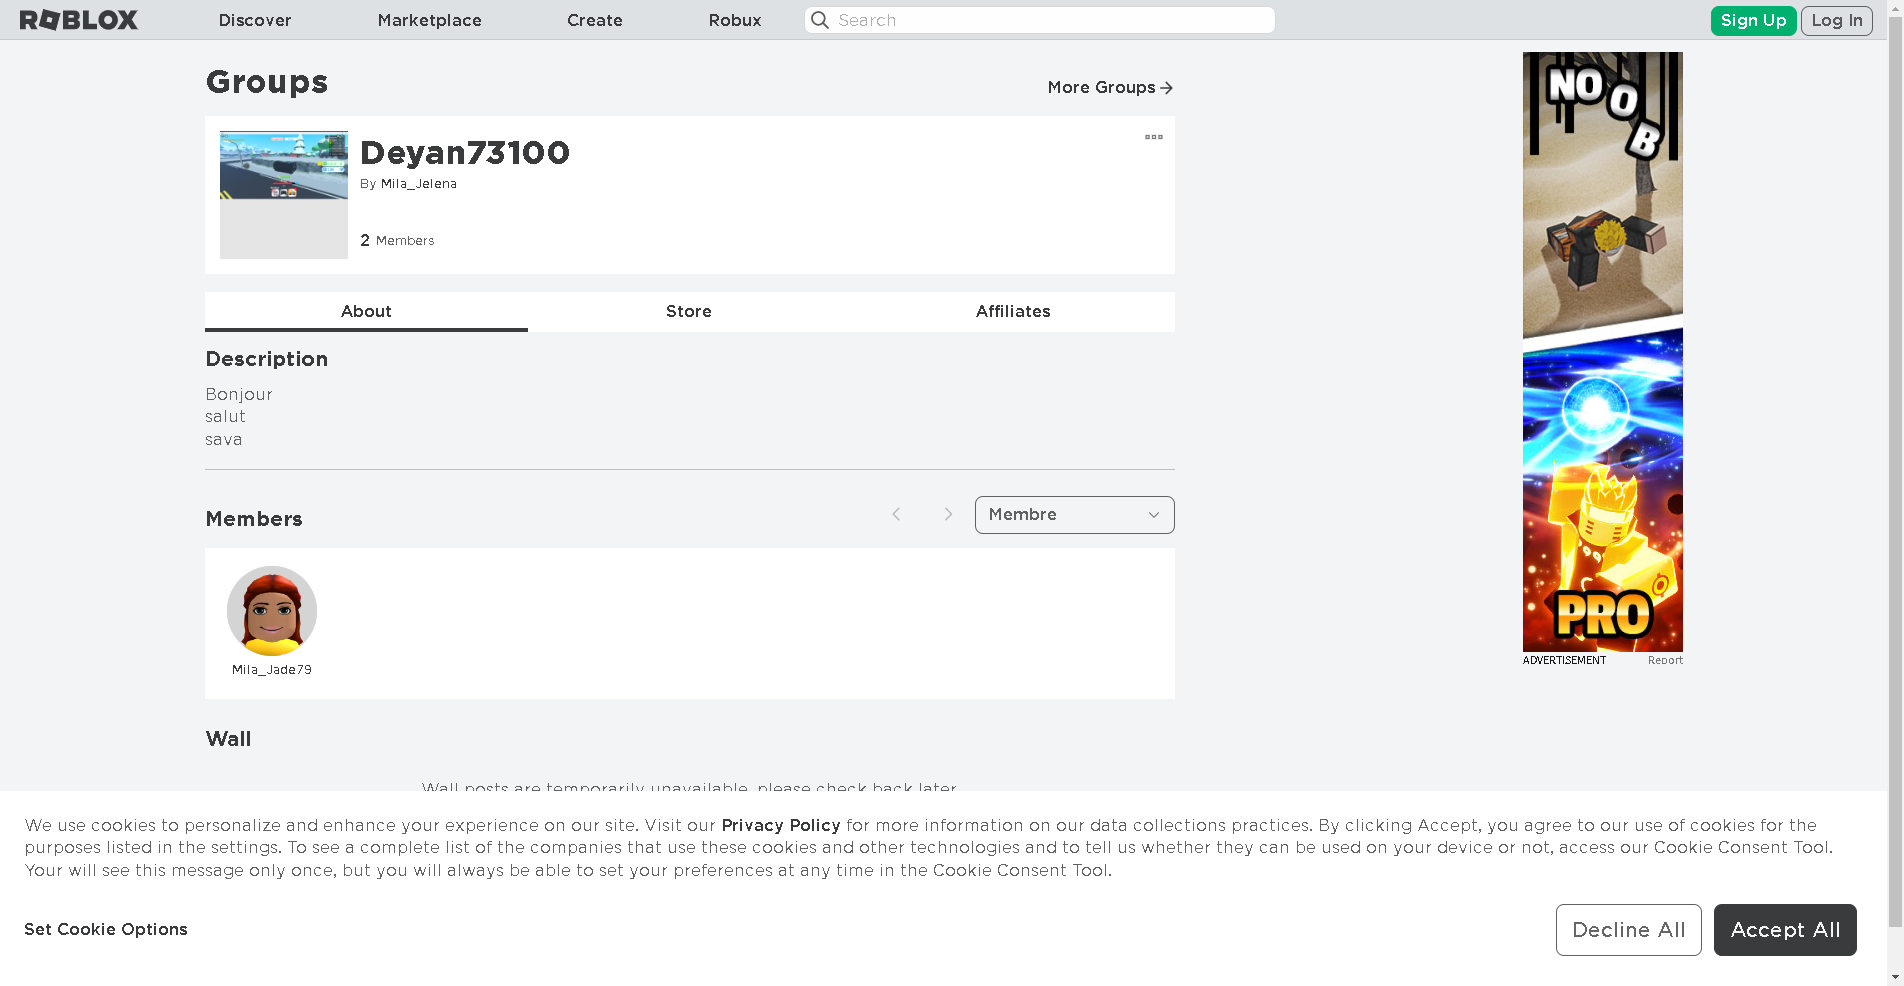 ROBLOX
Discover
Marketplace
Create
Robux
Search
Sign Up
Log In
Groups
More Groups
Deyan73100
By Mila_Jelena
2 Members
About
Store
Affiliates
Description
Bonjour
salut
sava
Members
Membre
Mila_Jade79
Wall
Wall posts are temporarily unavailable, please check back later.
NOOB
PRO
ADVERTISEMENT
Report
We use cookies to personalize and enhance your experience on our site. Visit our Privacy Policy for more information on our data collections practices. By clicking Accept, you agree to our use of cookies for the
purposes listed in the settings. To see a complete list of the companies that use these cookies and other technologies and to tell us whether they can be used on your device or not, access our Cookie Consent Tool.
Your will see this message only once, but you will always be able to set your preferences at any time in the Cookie Consent Tool.
Set Cookie Options
Decline All
Accept All